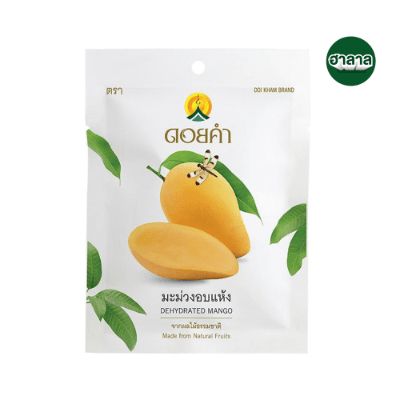 ฮาลาล
ตรา
DOI KHAM BRAND
ดอยคำ
มะม่วงอบแห้ง
DEHYDRATED MANGO
จากผลไม้ธรรมชาติ
Made from Natural Fruits